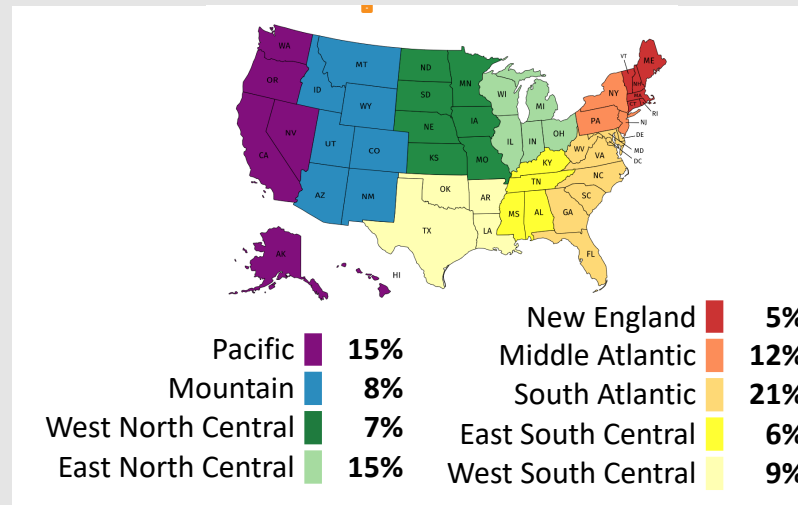 WA
OR
CA
NV
ID
MT
WY
UT
CO
AZ
NM
ND
SD
NE
KS
MN
IA
MO
OK
TX
AR
LA
WI
MI
IL
IN
OH
KY
TN
MS
AL
WV
VA
NC
SC
GA
FL
NY
PA
VT
NH
ME
MA
CT
RI
NJ
DE
MD
DC
AK
HI
Pacific 15%
Mountain 8%
West North Central 7%
East North Central 15%
New England 5%
Middle Atlantic 12%
South Atlantic 21%
East South Central 6%
West South Central 9%